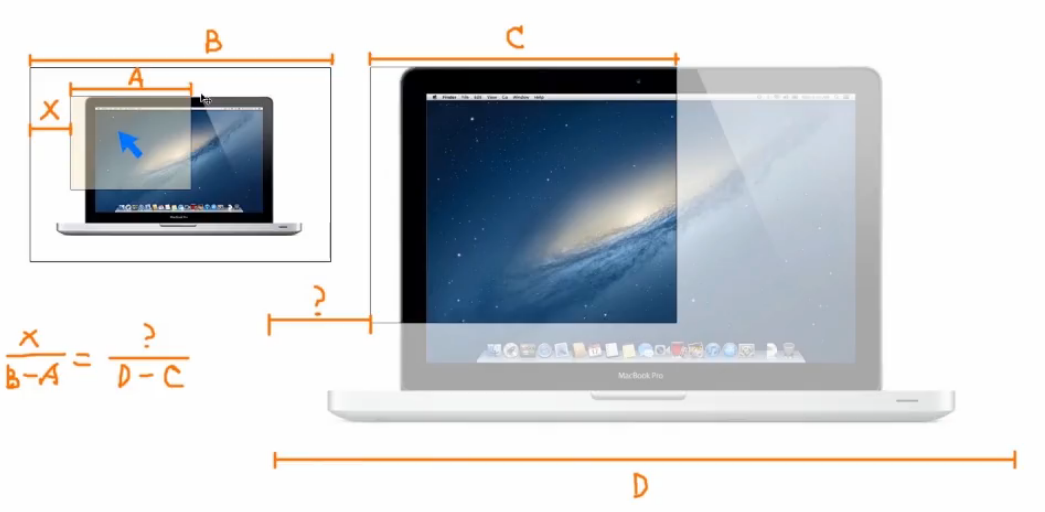 B
C
A
X
?
x/(B-A) = ?/(D-C)
MacBook Pro
D